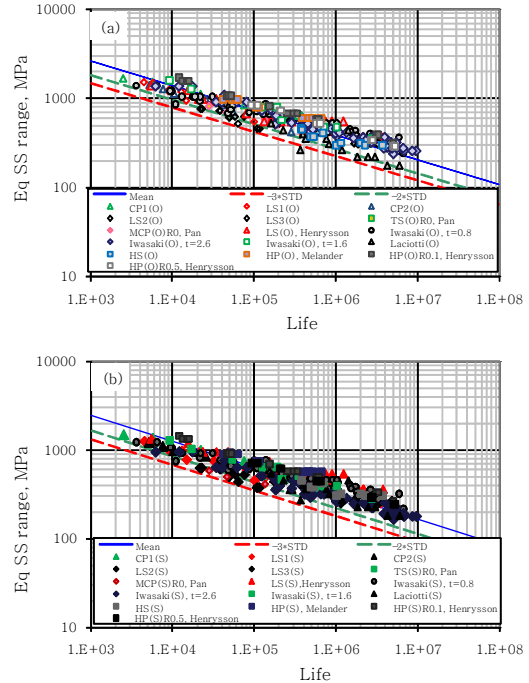 (a)
10000
1000
100
10
Eq SS range, MPa
Mean
-3*STD
-2*STD
CP1(O)
LS1(O)
CP2(O)
LS2(O)
LS3(O)
TS(O)R0, Pan
MCP(O)R0, Pan
LS(O), Henrysson
Iwasaki(O), t=0.8
Iwasaki(O), t=2.6
Iwasaki(O), t=1.6
Laciotti(O)
HS(O)
HP(O), Melander
HP(O)R0.1, Henrysson
HP(O)R0.5, Henrysson
1.E+03 1.E+04 1.E+05 1.E+06 1.E+07 1.E+08
Life
(b)
10000
1000
100
10
Eq SS range, MPa
Mean
-3*STD
-2*STD
CP1(S)
LS1(S)
CP2(S)
LS2(S)
LS3(S)
TS(S)R0, Pan
MCP(S)R0, Pan
LS(S),Henrysson
Iwasaki(S), t=0.8
Iwasaki(S), t=2.6
Iwasaki(S), t=1.6
Laciotti(S)
HS(S)
HP(S), Melander
HP(S)R0.1, Henrysson
HP(S)R0.5, Henrysson
1.E+03 1.E+04 1.E+05 1.E+06 1.E+07 1.E+08
Life